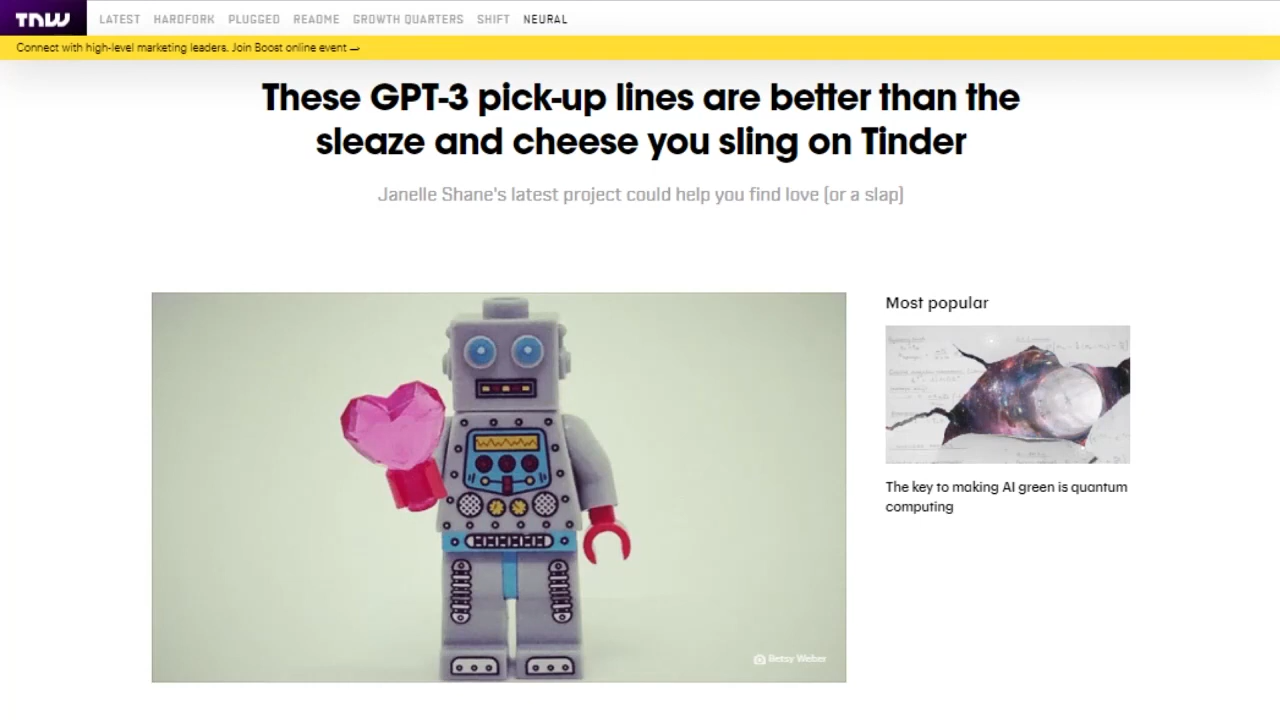 TNW LATEST HARDFORK PLUGGED README GROWTH QUARTERS SHIFT NEURAL
Connect with high-level marketing leaders. Join Boost online event →
These GPT-3 pick-up lines are better than the
sleaze and cheese you sling on Tinder
Janelle Shane's latest project could help you find love (or a slap)
Most popular
The key to making AI green is quantum
computing
Betsy Weber